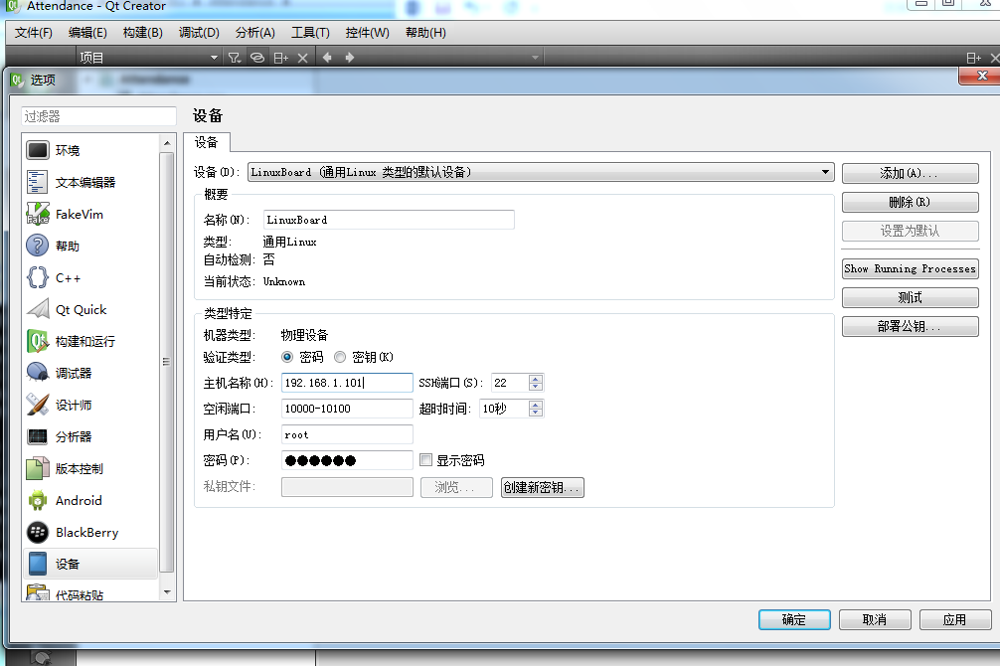 Attendance - Qt Creator
文件(F) 编辑(E) 构建(B) 调试(D) 分析(A) 工具(T) 控件(W) 帮助(H)
项目
选项
过滤器
环境
文本编辑器
FakeVim
帮助
C++
Qt Quick
构建和运行
调试器
设计师
分析器
版本控制
Android
BlackBerry
设备
代码粘贴
设备
设备
设备(D): LinuxBoard (通用Linux 类型的默认设备)
概要
名称(N): LinuxBoard
类型: 通用Linux
自动检测: 否
当前状态: Unknown
类型特定
机器类型: 物理设备
验证类型: 密码 密钥(K)
主机名称(H): 192.168.1.101 SSH端口(S): 22
空闲端口: 10000-10100 超时时间: 10秒
用户名(U): root
密码(P): ●●●●●● 显示密码
私钥文件: 浏览... 创建新密钥...
添加(A)...
删除(R)
设置为默认
Show Running Processes
测试
部署公钥...
确定 取消 应用